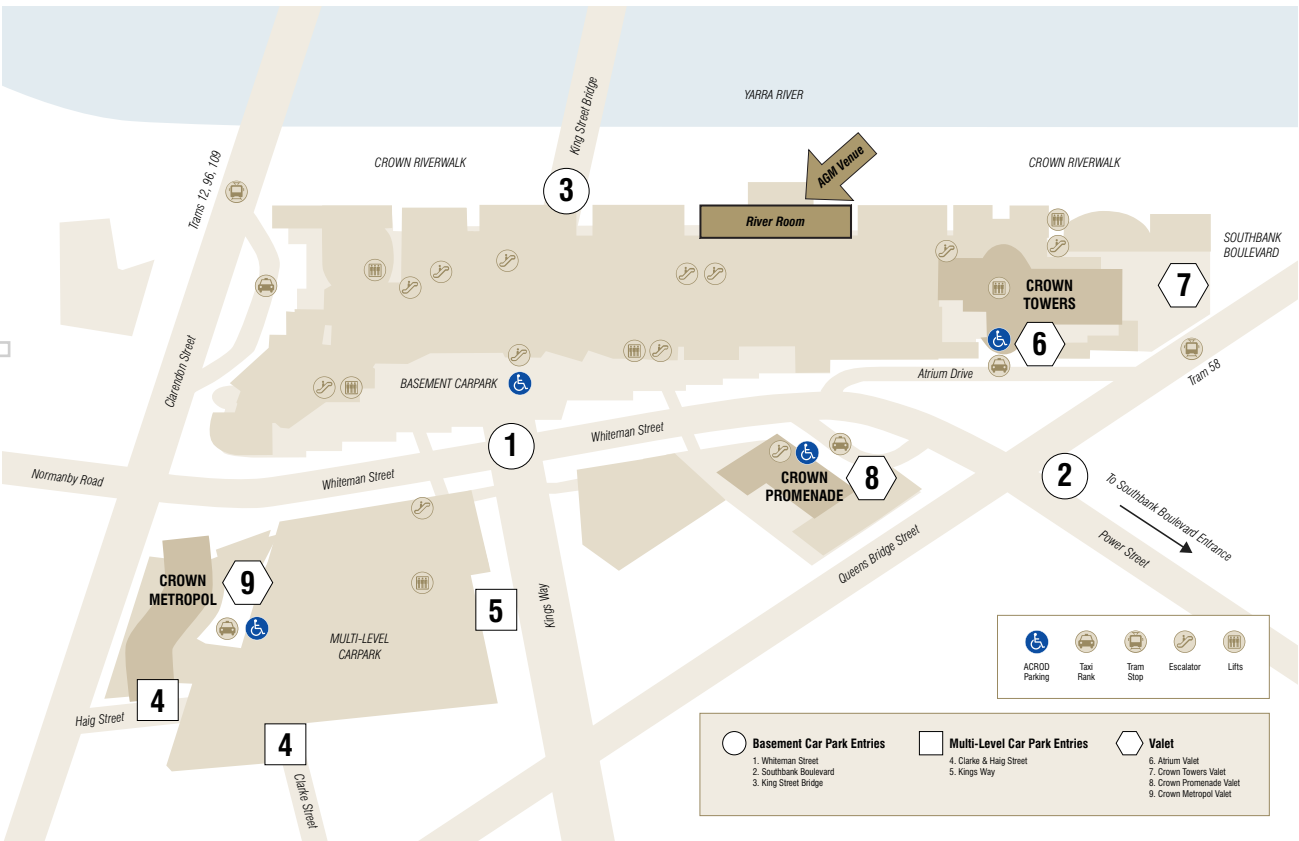 YARRA RIVER
King Street Bridge
CROWN RIVERWALK
CROWN RIVERWALK
AGM Venue
Trams 12, 96, 109
3
River Room
SOUTHBANK
BOULEVARD
7
CROWN
TOWERS
6
Clarendon Street
BASEMENT CARPARK
Atrium Drive
Tram 58
1
Whiteman Street
Normanby Road
Whiteman Street
CROWN
PROMENADE
8
2
To Southbank Boulevard Entrance
Power Street
Queens Bridge Street
CROWN
METROPOL
9
5
Kings Way
MULTI-LEVEL
CARPARK
4
Haig Street
4
Clarke Street
ACROD
Parking
Taxi
Rank
Tram
Stop
Escalator
Lifts
Basement Car Park Entries
1. Whiteman Street
2. Southbank Boulevard
3. King Street Bridge
Multi-Level Car Park Entries
4. Clarke & Haig Street
5. Kings Way
Valet
6. Atrium Valet
7. Crown Towers Valet
8. Crown Promenade Valet
9. Crown Metropol Valet